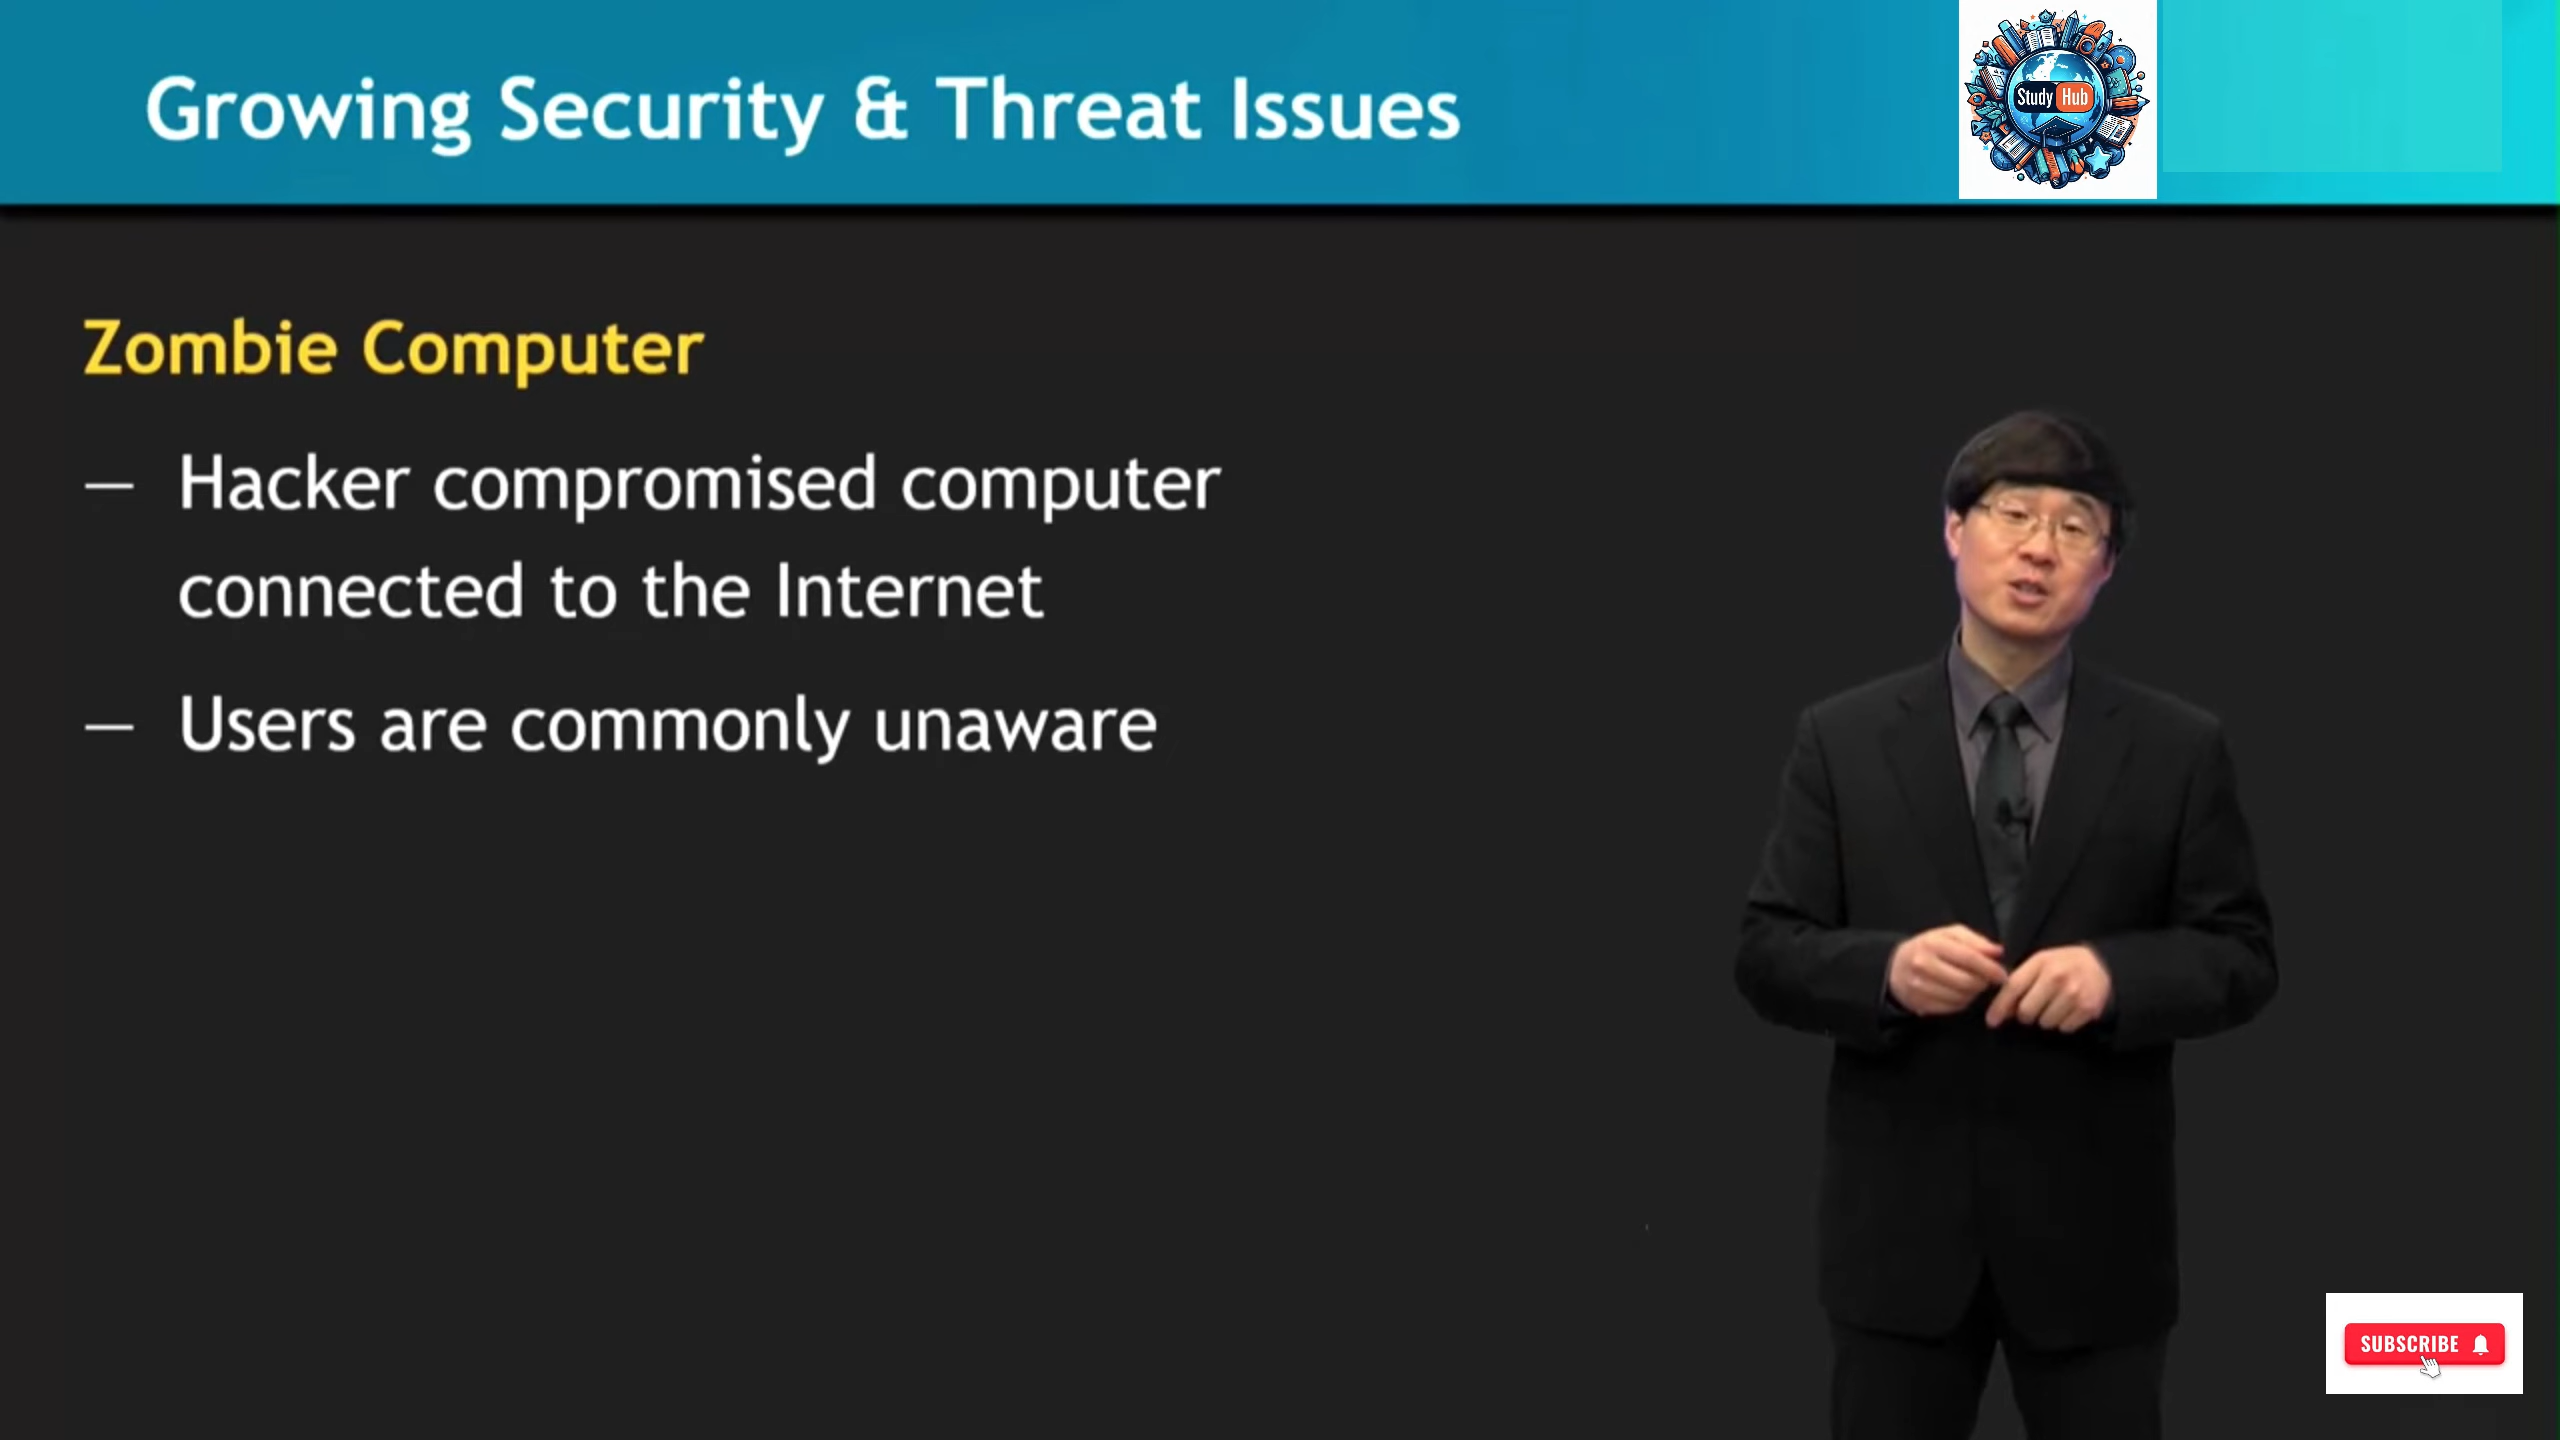 Growing Security & Threat Issues
Study Hub
Zombie Computer
— Hacker compromised computer
connected to the Internet
— Users are commonly unaware
SUBSCRIBE